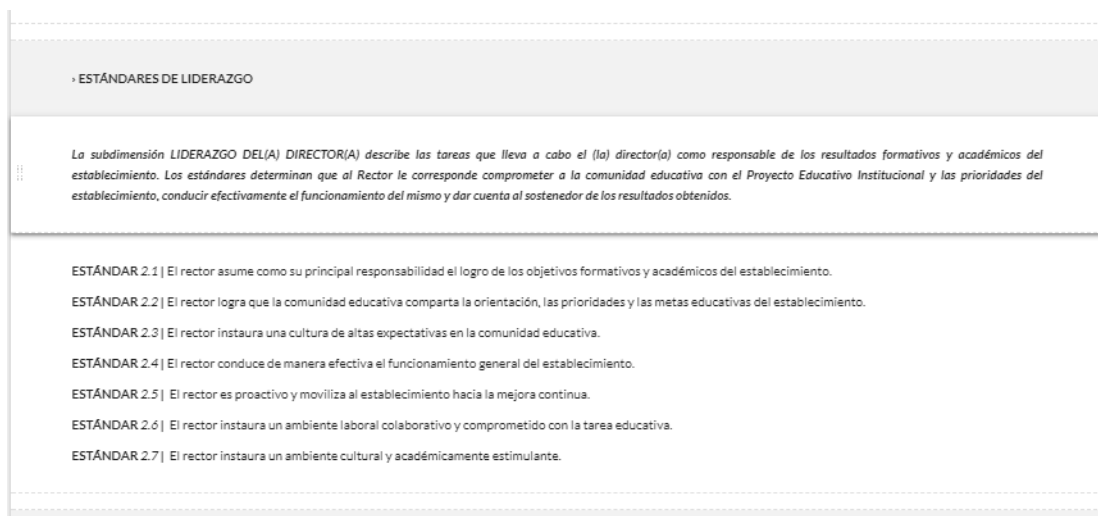 › ESTÁNDARES DE LIDERAZGO
La subdimensión LIDERAZGO DEL(A) DIRECTOR(A) describe las tareas que lleva a cabo el (la) director(a) como responsable de los resultados formativos y académicos del
establecimiento. Los estándares determinan que al Rector le corresponde comprometer a la comunidad educativa con el Proyecto Educativo Institucional y las prioridades del
establecimiento, conducir efectivamente el funcionamiento del mismo y dar cuenta al sostenedor de los resultados obtenidos.
ESTÁNDAR 2.1 | El rector asume como su principal responsabilidad el logro de los objetivos formativos y académicos del establecimiento.
ESTÁNDAR 2.2 | El rector logra que la comunidad educativa comparta la orientación, las prioridades y las metas educativas del establecimiento.
ESTÁNDAR 2.3 | El rector instaura una cultura de altas expectativas en la comunidad educativa.
ESTÁNDAR 2.4 | El rector conduce de manera efectiva el funcionamiento general del establecimiento.
ESTÁNDAR 2.5 | El rector es proactivo y moviliza al establecimiento hacia la mejora continua.
ESTÁNDAR 2.6 | El rector instaura un ambiente laboral colaborativo y comprometido con la tarea educativa.
ESTÁNDAR 2.7 | El rector instaura un ambiente cultural y académicamente estimulante.